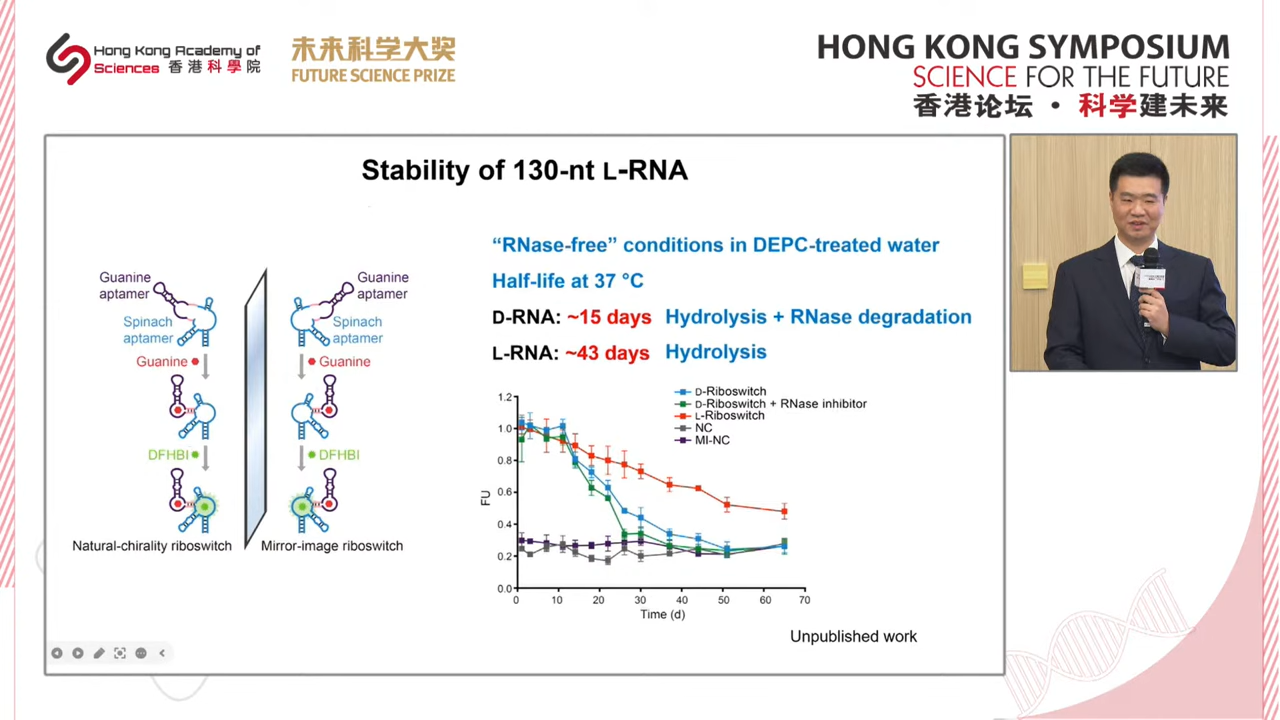 Hong Kong Academy of
Sciences 香港科學院
未来科学大奖
FUTURE SCIENCE PRIZE
HONG KONG SYMPOSIUM
SCIENCE FOR THE FUTURE
香港论坛 · 科学建未来
Stability of 130-nt L-RNA
Guanine
aptamer
Guanine
aptamer
Spinach
aptamer
Spinach
aptamer
Guanine
Guanine
DFHBI
DFHBI
Natural-chirality riboswitch
Mirror-image riboswitch
“RNase-free” conditions in DEPC-treated water
Half-life at 37 °C
D-RNA: ~15 days Hydrolysis + RNase degradation
L-RNA: ~43 days Hydrolysis
D-Riboswitch
D-Riboswitch + RNase inhibitor
L-Riboswitch
NC
MI-NC
FU
1.2
1.0
0.8
0.6
0.4
0.2
0.0
0 10 20 30 40 50 60 70
Time (d)
Unpublished work